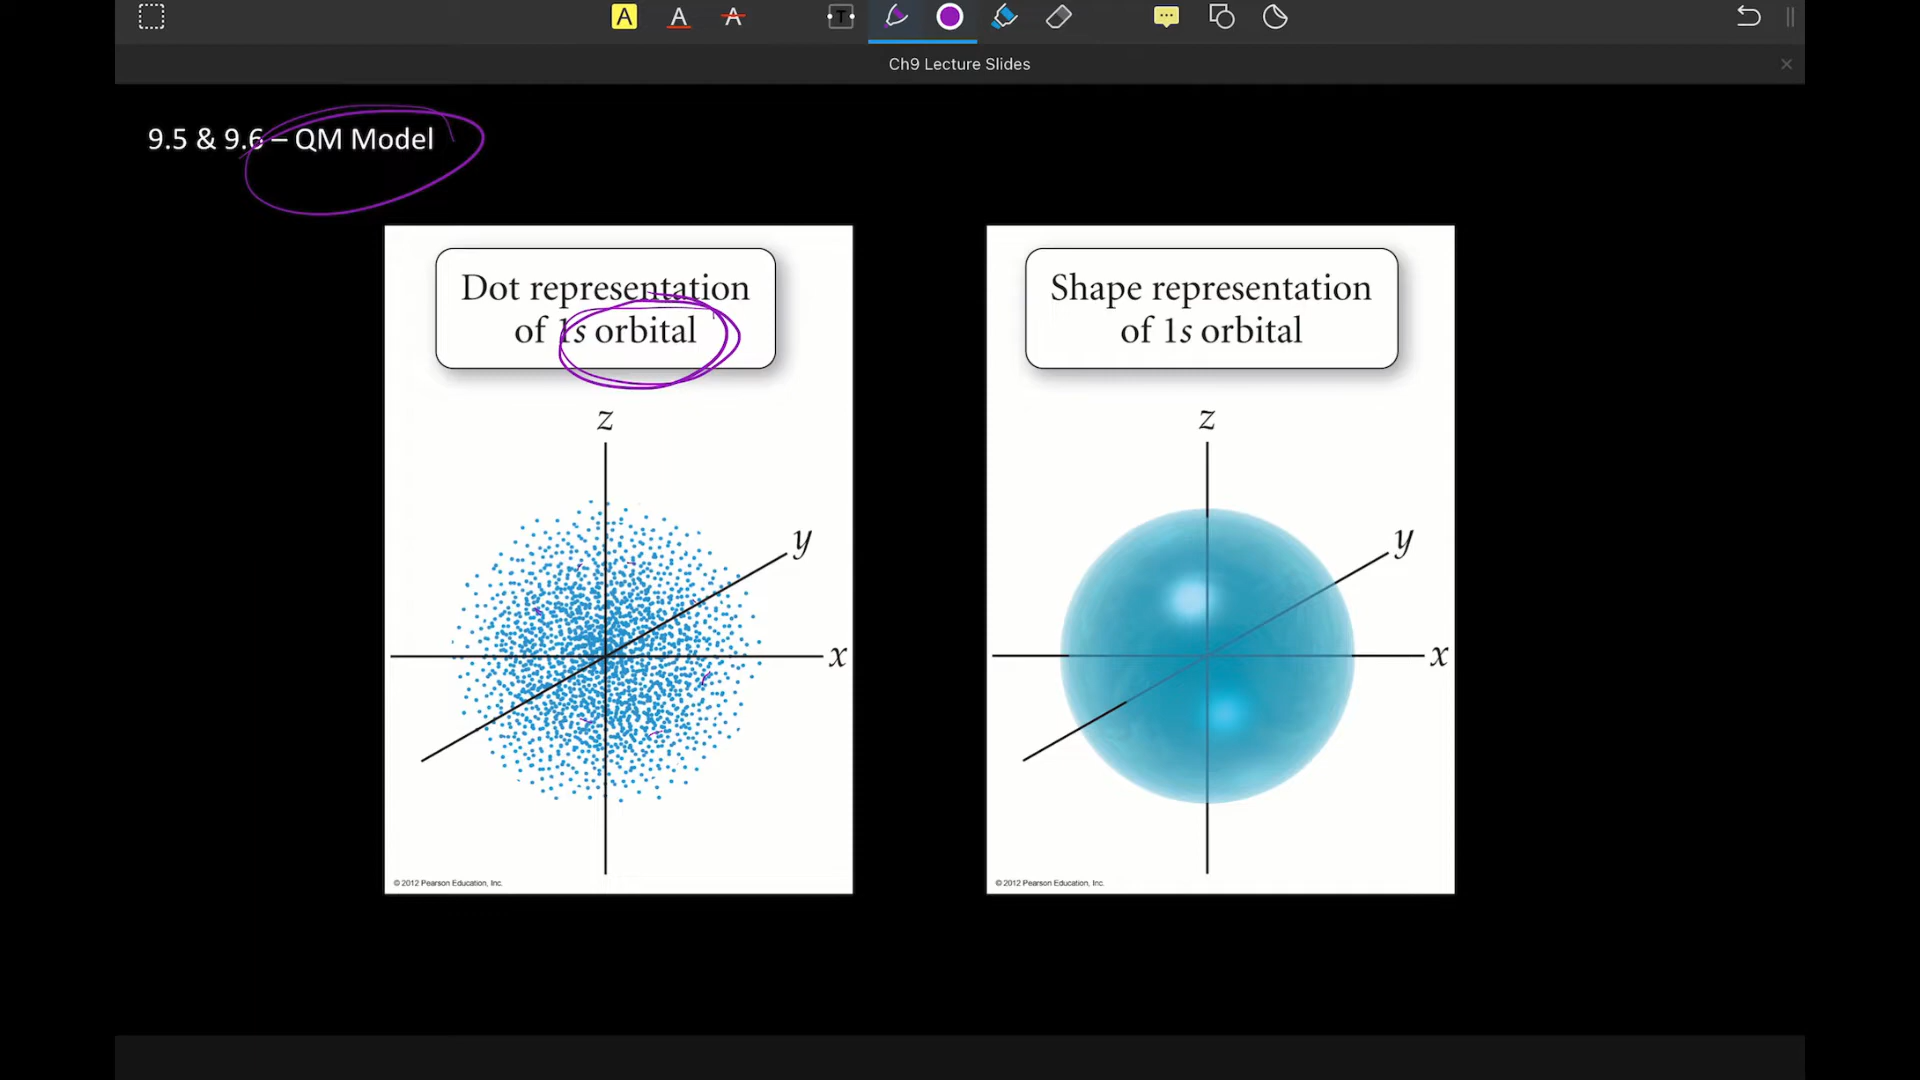 A A A T
Ch9 Lecture Slides
9.5 & 9.6 – QM Model
Dot representation
of 1s orbital
z
y
x
© 2012 Pearson Education, Inc.
Shape representation
of 1s orbital
z
y
x
© 2012 Pearson Education, Inc.